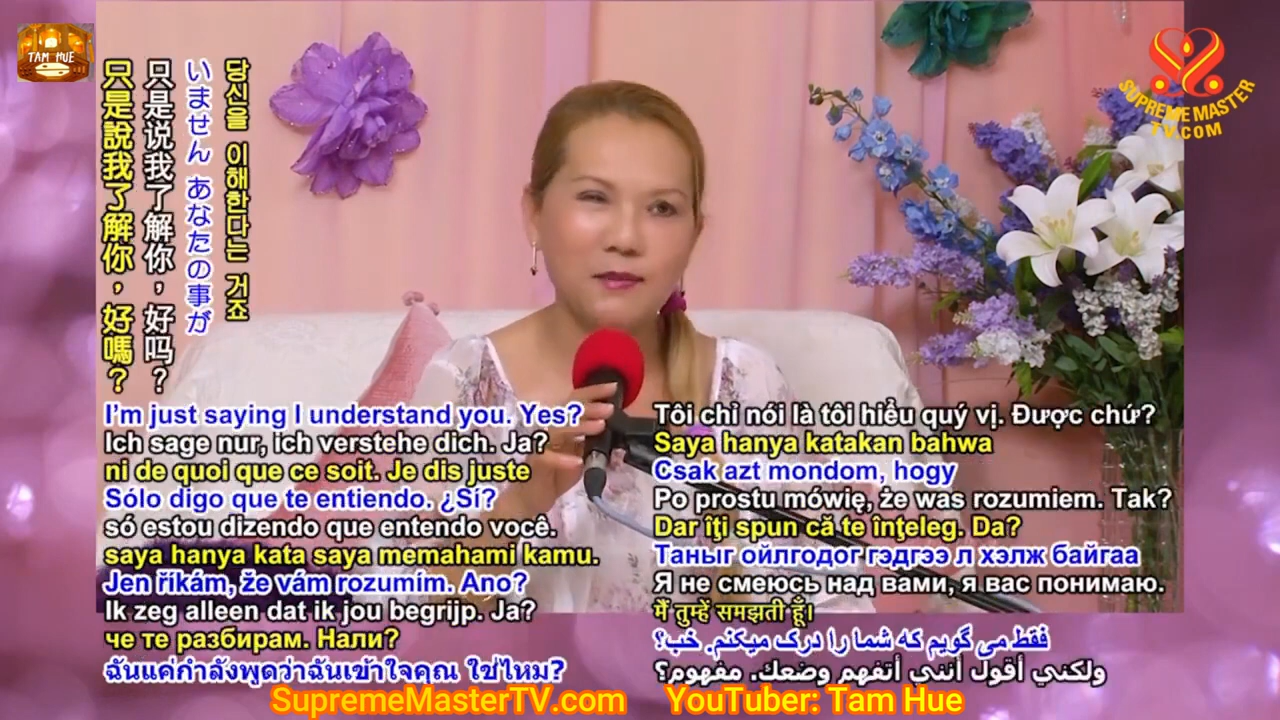 TAM HUE
SUPREME MASTER
TV.COM
당신을 이해한다는 거죠
いません あなたの事が
只是说我了解你，好吗？
只是說我了解你，好嗎？
I'm just saying I understand you. Yes?
Ich sage nur, ich verstehe dich. Ja?
ni de quoi que ce soit. Je dis juste
Sólo digo que te entiendo. ¿Sí?
só estou dizendo que entendo você.
saya hanya kata saya memahami kamu.
Jen říkám, že vám rozumím. Ano?
Ik zeg alleen dat ik jou begrijp. Ja?
че те разбирам. Нали?
ฉันแค่กำลังพูดว่าฉันเข้าใจคุณ ใช่ไหม?
Tôi chỉ nói là tôi hiểu quý vị. Được chứ?
Saya hanya katakan bahwa
Csak azt mondom, hogy
Po prostu mówię, że was rozumiem. Tak?
Dar îţi spun că te înţeleg. Da?
Таныг ойлгодог гэдгээ л хэлж байгаа
Я не смеюсь над вами, я вас понимаю.
मैं तुम्हें समझती हूँ।
فقط می گویم که شما را درک میکنم. خب؟
ولكني أقول أنني أتفهم وضعك. مفهوم؟
SupremeMasterTV.com YouTuber: Tam Hue